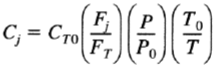 C_j = C_{T0} (F_j / F_T) (P / P_0) (T_0 / T)